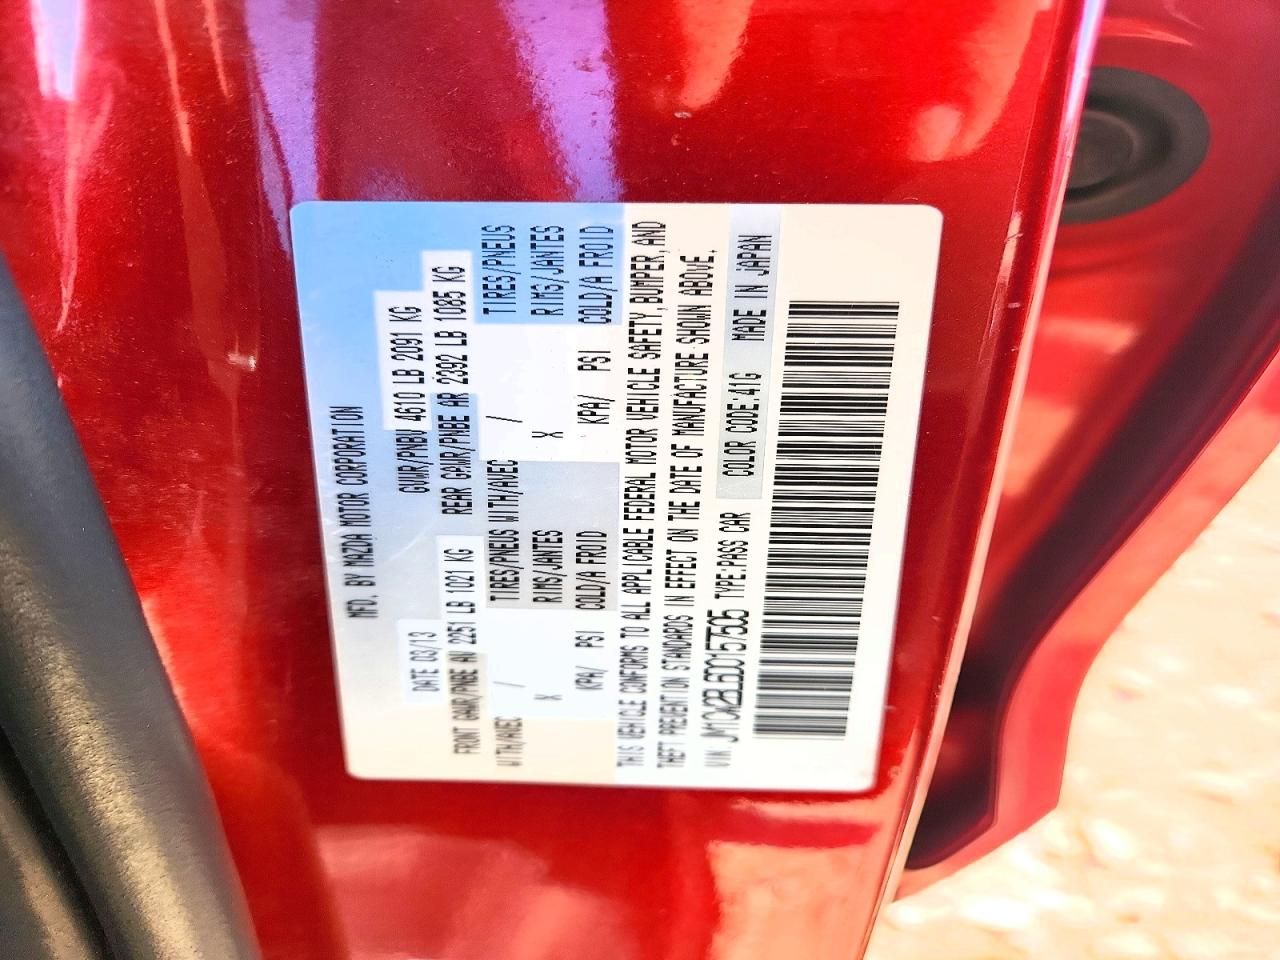 MFD. BY MAZDA MOTOR CORPORATION
DATE 03/13 GVWR/PNBV 4610 LB 2091 KG
FRONT GAWR/PNBE AV 2251 LB 1021 KG REAR GAWR/PNBE AR 2392 LB 1085 KG
WITH/AVEC / TIRES/PNEUS WITH/AVEC / TIRES/PNEUS
X RIMS/JANTES X RIMS/JANTES
KPA/ PSI COLD/A FROID KPA/ PSI COLD/A FROID
THIS VEHICLE CONFORMS TO ALL APPLICABLE FEDERAL MOTOR VEHICLE SAFETY, BUMPER, AND
THEFT PREVENTION STANDARDS IN EFFECT ON THE DATE OF MANUFACTURE SHOWN ABOVE.
VIN JM1CW2BL6D0157505 TYPE:PASS CAR COLOR CODE:41G MADE IN JAPAN